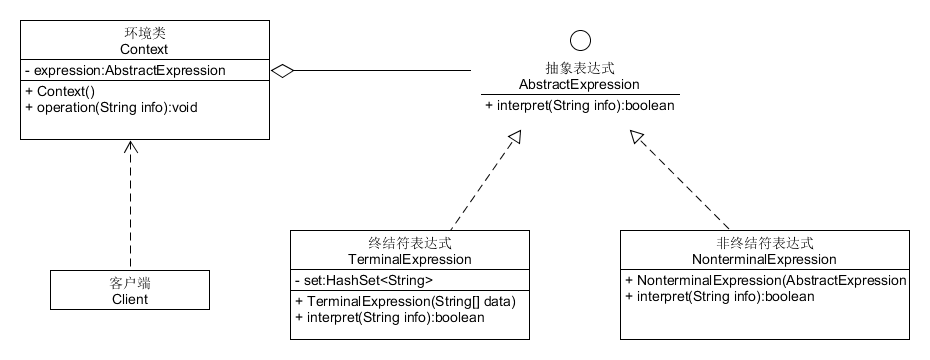 环境类
Context
- expression:AbstractExpression
+ Context()
+ operation(String info):void
抽象表达式
AbstractExpression
+ interpret(String info):boolean
终结符表达式
TerminalExpression
- set:HashSet<String>
+ TerminalExpression(String[] data)
+ interpret(String info):boolean
非终结符表达式
NonterminalExpression
+ NonterminalExpression(AbstractExpression
+ interpret(String info):boolean
客户端
Client